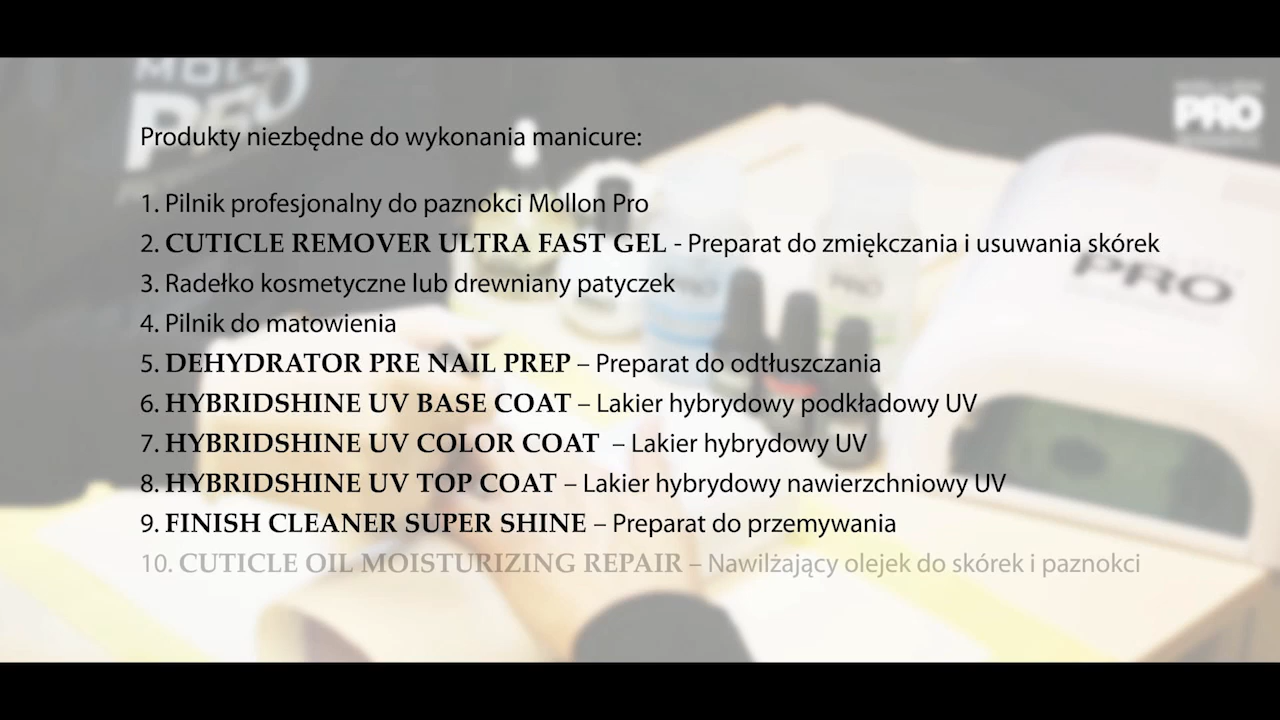 MOLLON
PRO
PRO
Produkty niezbędne do wykonania manicure:
1. Pilnik profesjonalny do paznokci Mollon Pro
2. CUTICLE REMOVER ULTRA FAST GEL - Preparat do zmiękczania i usuwania skórek
PRO
3. Radełko kosmetyczne lub drewniany patyczek
4. Pilnik do matowienia
5. DEHYDRATOR PRE NAIL PREP – Preparat do odtłuszczania
6. HYBRIDSHINE UV BASE COAT – Lakier hybrydowy podkładowy UV
7. HYBRIDSHINE UV COLOR COAT – Lakier hybrydowy UV
8. HYBRIDSHINE UV TOP COAT – Lakier hybrydowy nawierzchniowy UV
9. FINISH CLEANER SUPER SHINE – Preparat do przemywania
10. CUTICLE OIL MOISTURIZING REPAIR – Nawilżający olejek do skórek i paznokci